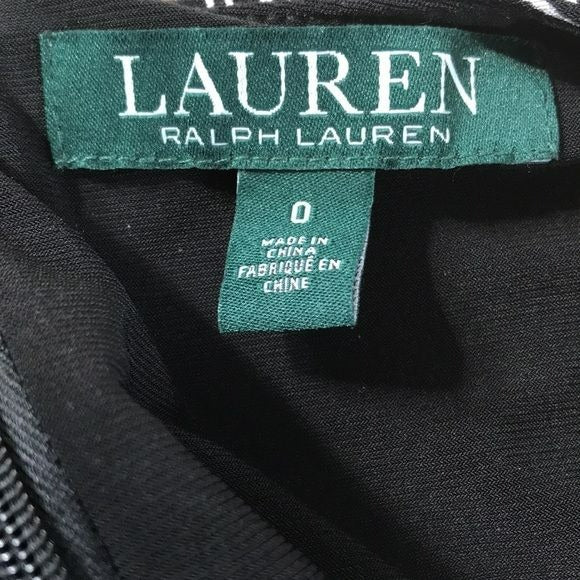 LAUREN
RALPH LAUREN
0
MADE IN
CHINA
FABRIQUÉ EN
CHINE